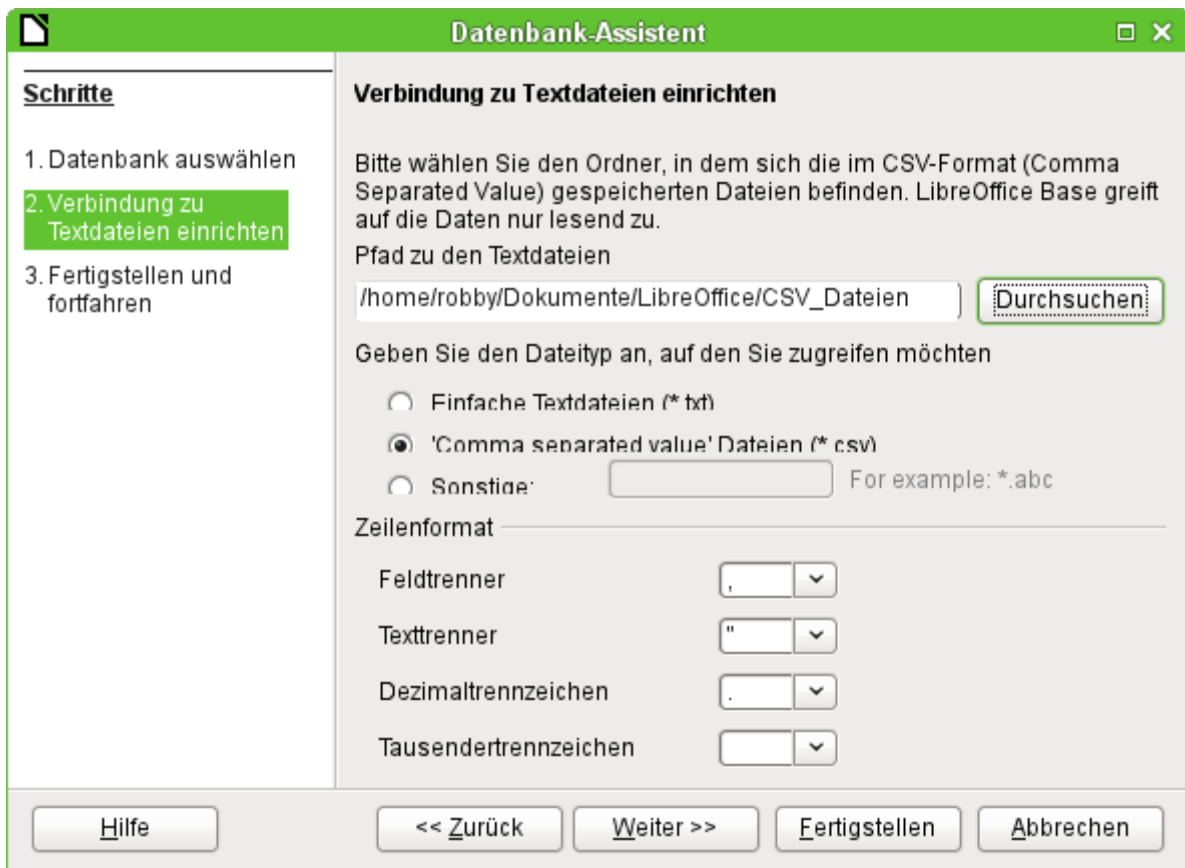 Datenbank-Assistent
Schritte
1. Datenbank auswählen
2. Verbindung zu
Textdateien einrichten
3. Fertigstellen und
fortfahren
Verbindung zu Textdateien einrichten
Bitte wählen Sie den Ordner, in dem sich die im CSV-Format (Comma
Separated Value) gespeicherten Dateien befinden. LibreOffice Base greift
auf die Daten nur lesend zu.
Pfad zu den Textdateien
/home/robby/Dokumente/LibreOffice/CSV_Dateien
Durchsuchen
Geben Sie den Dateityp an, auf den Sie zugreifen möchten
Einfache Textdateien (*.txt)
'Comma separated value' Dateien (*.csv)
Sonstige: For example: *.abc
Zeilenformat
Feldtrenner ,
Texttrenner "
Dezimaltrennzeichen .
Tausendertrennzeichen
Hilfe << Zurück Weiter >> Fertigstellen Abbrechen